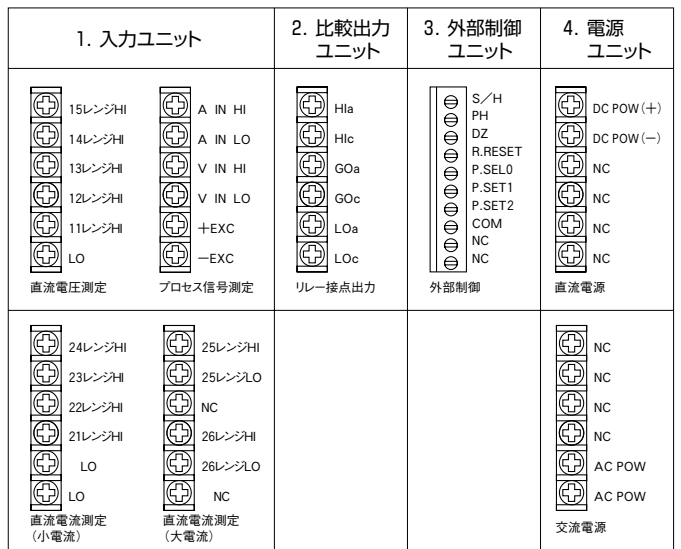 1. 入力ユニット
2. 比較出力
ユニット
3. 外部制御
ユニット
4. 電源
ユニット
15レンジHI
14レンジHI
13レンジHI
12レンジHI
11レンジHI
LO
直流電圧測定
A IN HI
A IN LO
V IN HI
V IN LO
+EXC
−EXC
プロセス信号測定
HIa
HIc
GOa
GOc
LOa
LOc
リレー接点出力
S/H
PH
DZ
R.RESET
P.SEL0
P.SET1
P.SET2
COM
NC
NC
外部制御
DC POW(+)
DC POW(−)
NC
NC
NC
NC
直流電源
24レンジHI
23レンジHI
22レンジHI
21レンジHI
LO
LO
直流電流測定
(小電流)
25レンジHI
25レンジLO
NC
26レンジHI
26レンジLO
NC
直流電流測定
(大電流)
NC
NC
NC
NC
AC POW
AC POW
交流電源